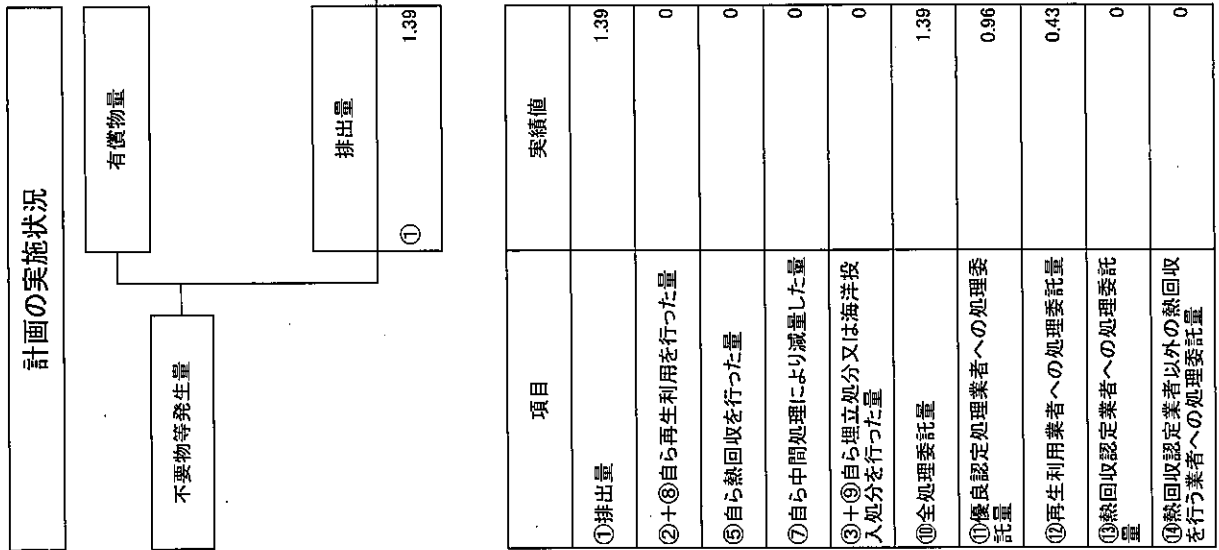 計画の実施状況
不要物等発生量
有償物量
排出量
① 1.39
項目 実績値
①排出量 1.39
②+⑧自ら再生利用を行った量 0
⑤自ら熱回収を行った量 0
⑦自ら中間処理により減量した量 0
③+⑨自ら埋立処分又は海洋投
入処分を行った量 0
⑩全処理委託量 1.39
⑪優良認定処理業者への処理委
託量 0.96
⑫再生利用業者への処理委託量 0.43
⑬熱回収認定業者への処理委託
量 0
⑭熱回収認定業者以外の熱回収
を行う業者への処理委託量 0